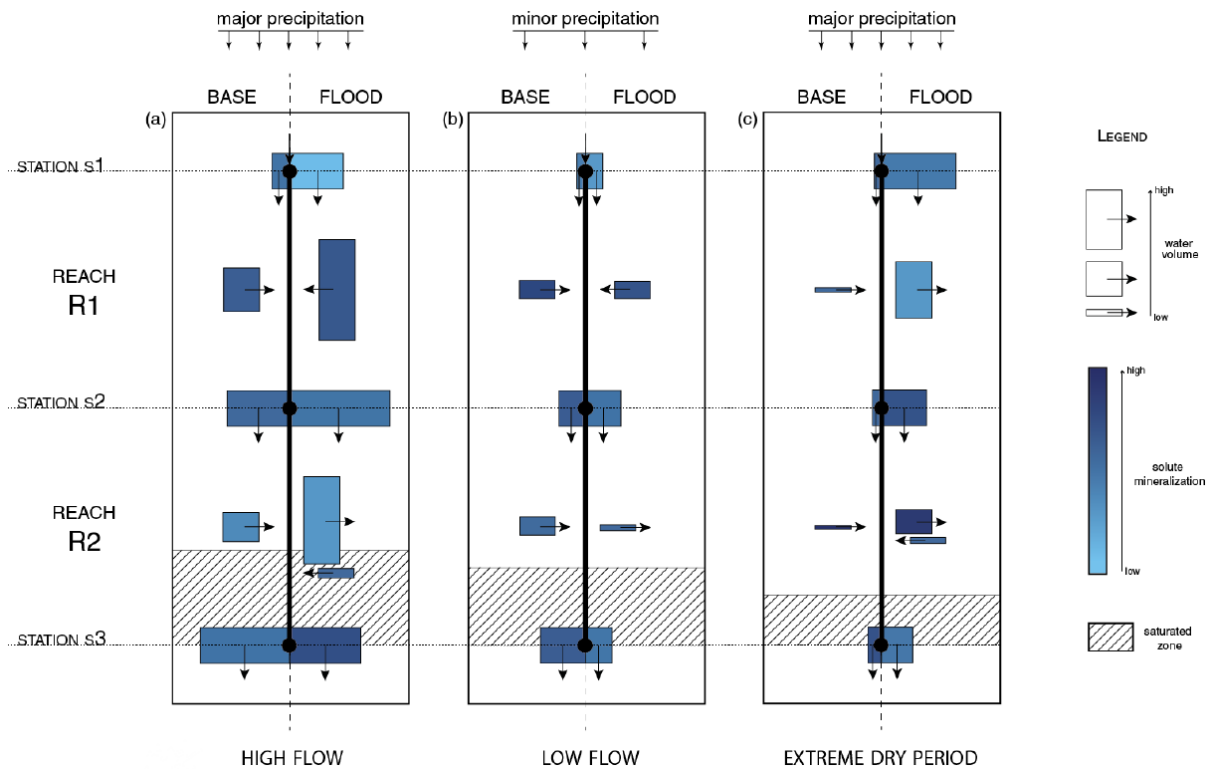 major precipitation
minor precipitation
major precipitation
BASE FLOOD
BASE FLOOD
BASE FLOOD
(a)
(b)
(c)
STATION S1
REACH
R1
STATION S2
REACH
R2
STATION S3
HIGH FLOW
LOW FLOW
EXTREME DRY PERIOD
LEGEND
high
water
volume
low
high
solute
mineralization
low
saturated
zone